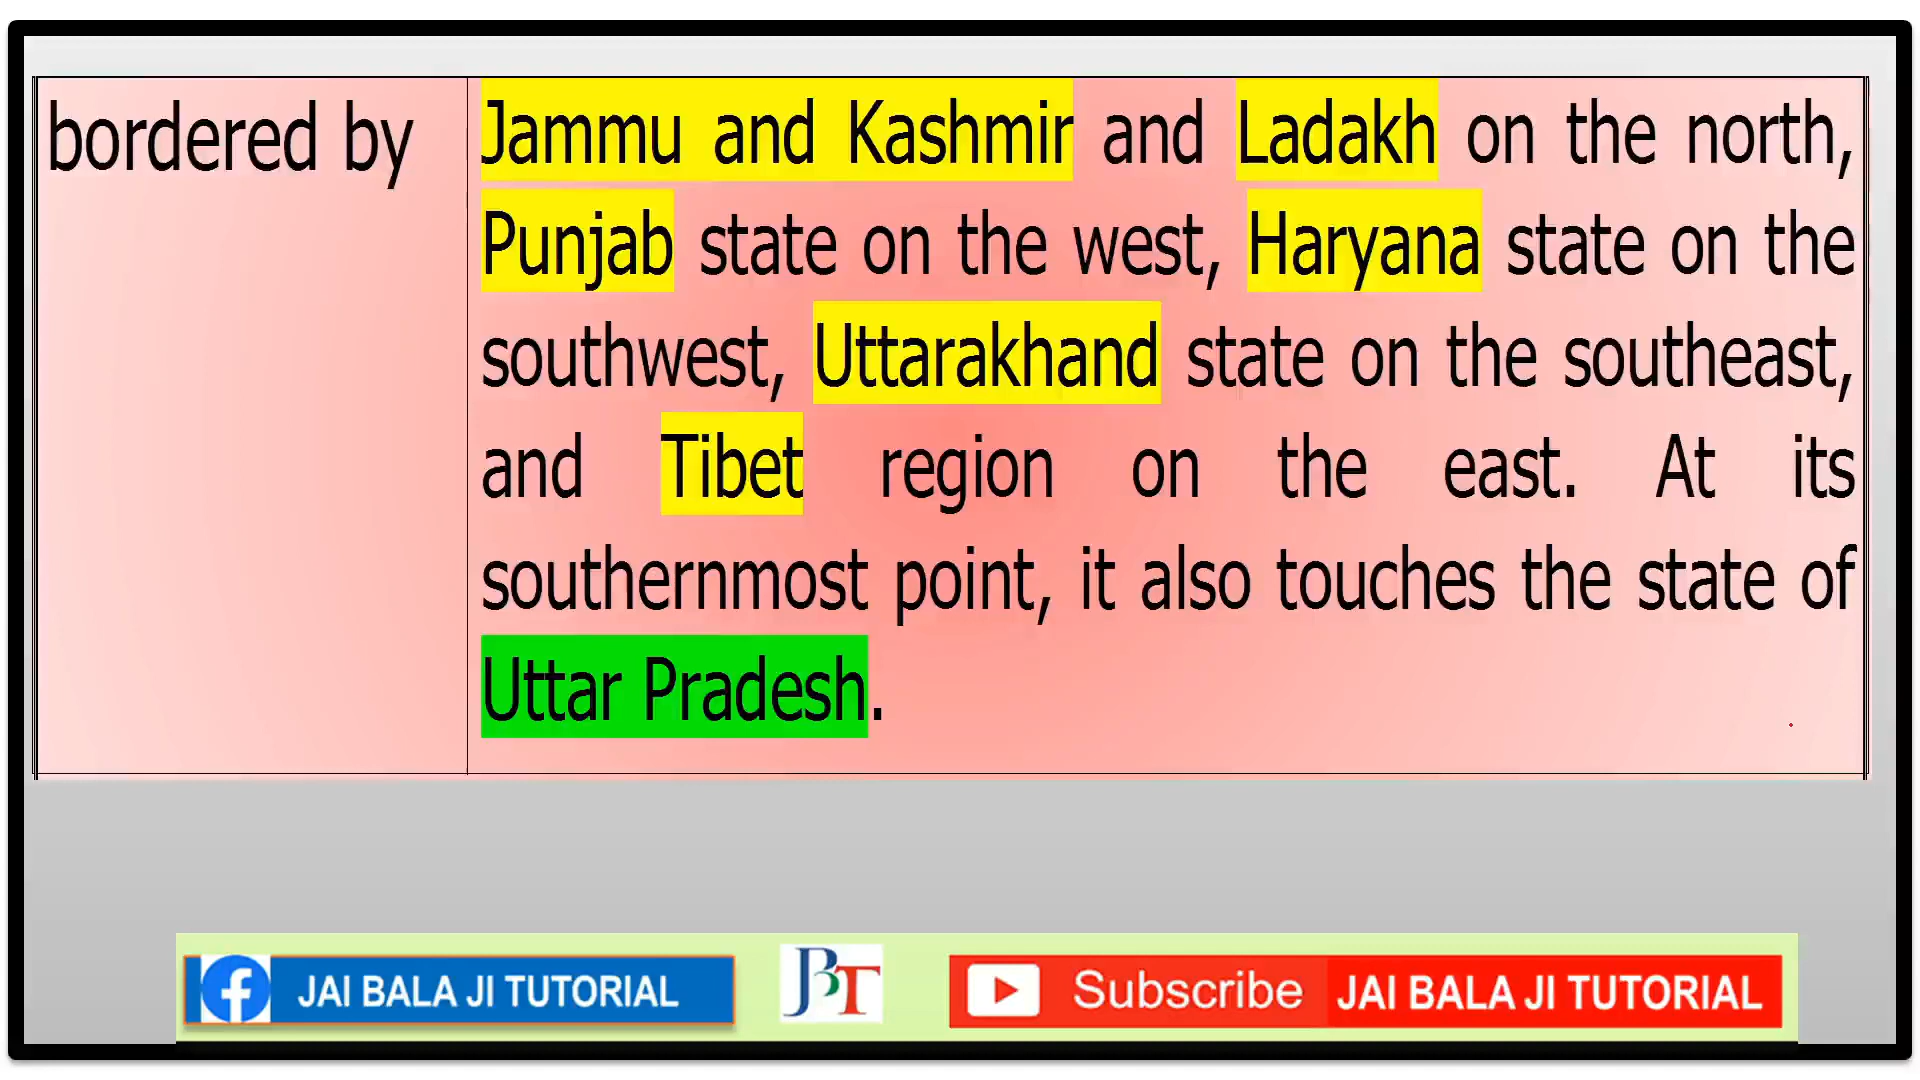 bordered by
Jammu and Kashmir and Ladakh on the north,
Punjab state on the west, Haryana state on the
southwest, Uttarakhand state on the southeast,
and Tibet region on the east. At its
southernmost point, it also touches the state of
Uttar Pradesh.
JAI BALA JI TUTORIAL
JBT
Subscribe JAI BALA JI TUTORIAL